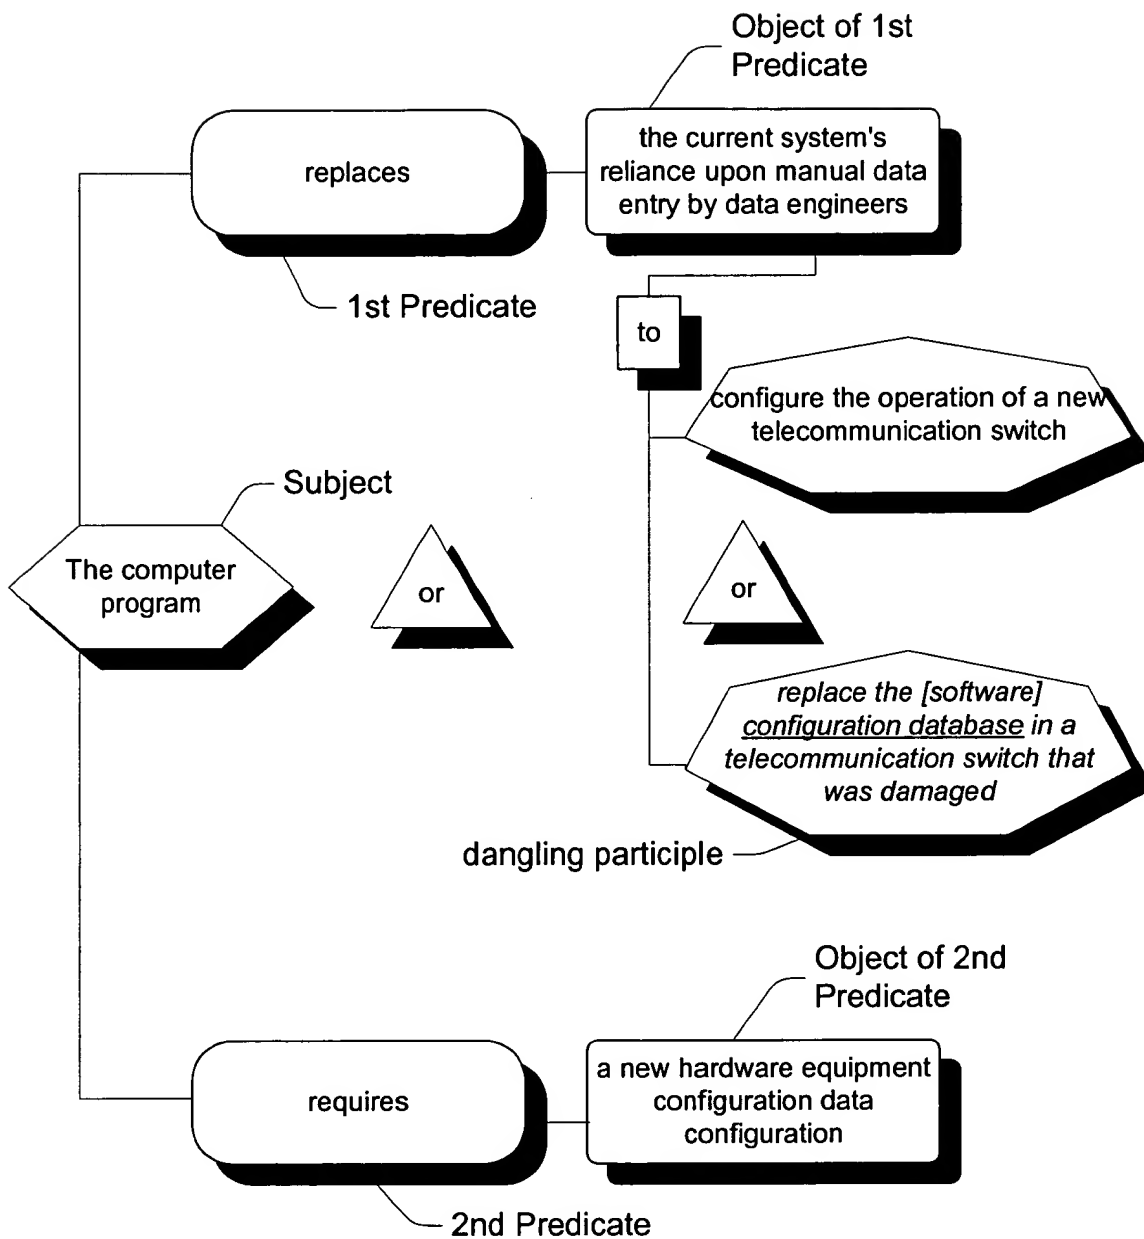 Object of 1st
Predicate
replaces
the current system's
reliance upon manual data
entry by data engineers
1st Predicate
to
configure the operation of a new
telecommunication switch
Subject
The computer
program
or
or
replace the [software]
configuration database in a
telecommunication switch that
was damaged
dangling participle
Object of 2nd
Predicate
requires
a new hardware equipment
configuration data
configuration
2nd Predicate